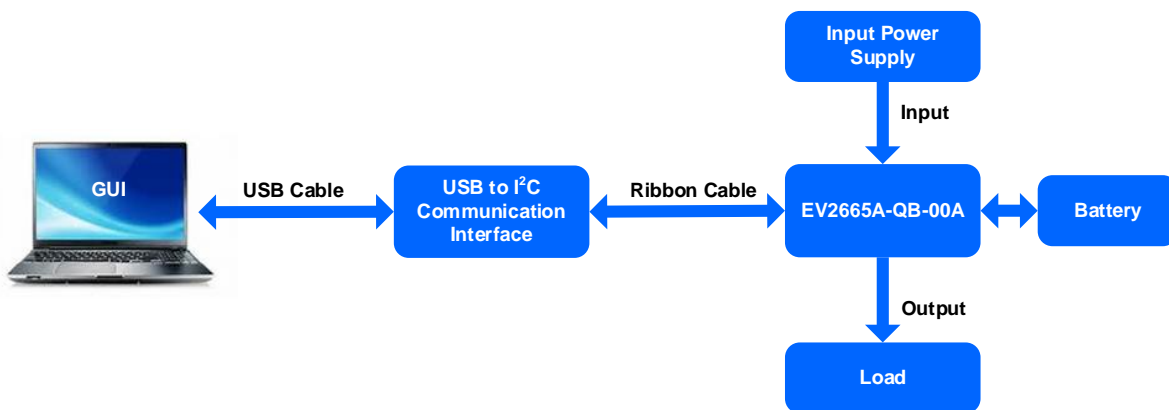 Input Power
Supply
Input
GUI
USB Cable
USB to I²C
Communication
Interface
Ribbon Cable
EV2665A-QB-00A
Battery
Output
Load